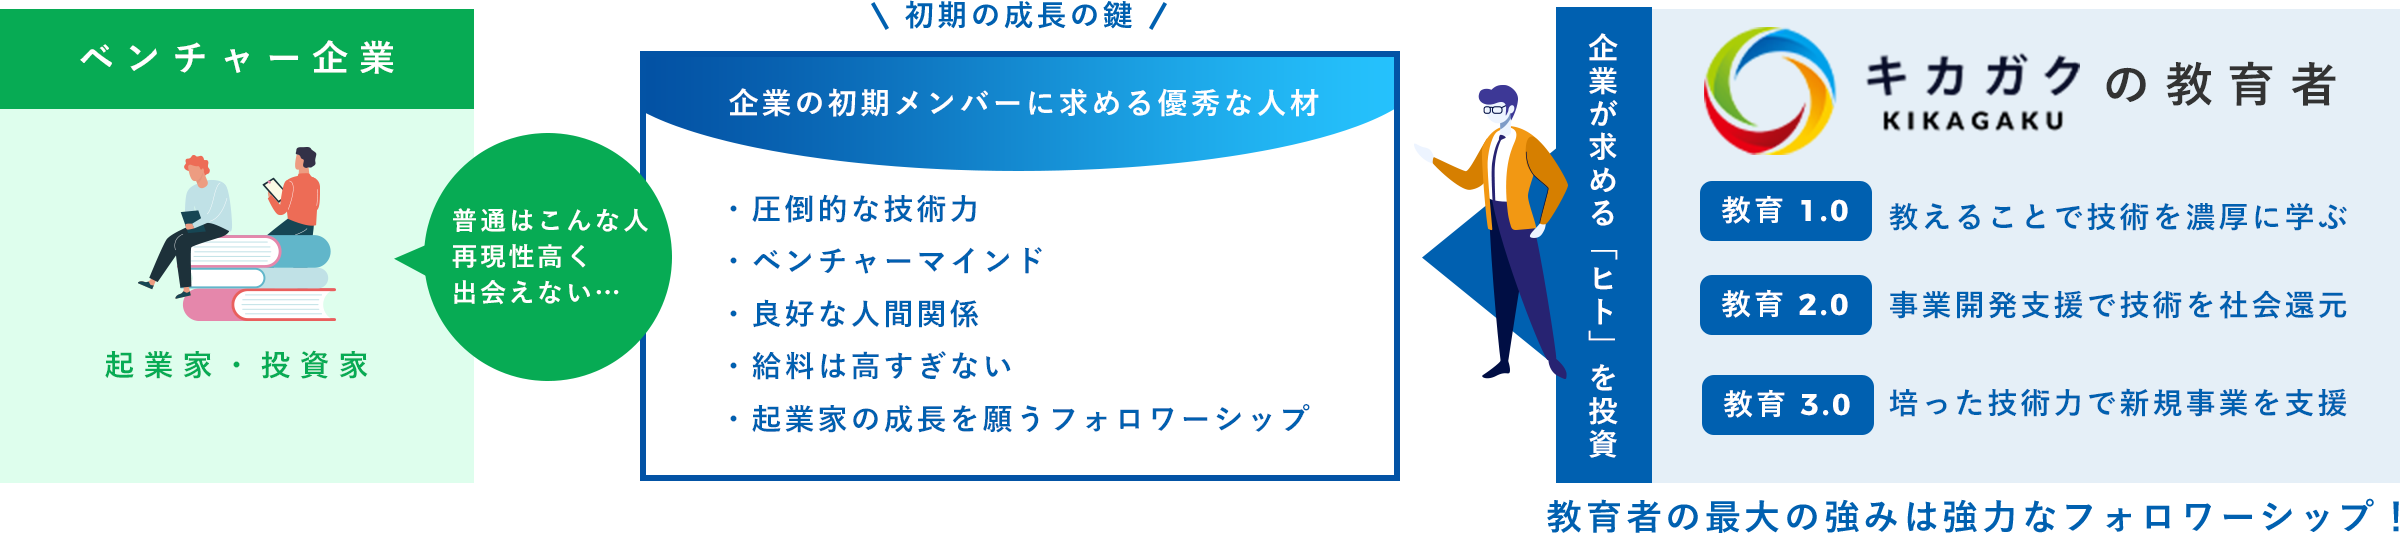 ベンチャー企業
起業家・投資家
普通はこんな人
再現性高く
出会えない…
\ 初期の成長の鍵 /
企業の初期メンバーに求める優秀な人材
・圧倒的な技術力
・ベンチャーマインド
・良好な人間関係
・給料は高すぎない
・起業家の成長を願うフォロワーシップ
企業が求める「ヒト」を投資
キカガク
KIKAGAKU
の教育者
教育 1.0 教えることで技術を濃厚に学ぶ
教育 2.0 事業開発支援で技術を社会還元
教育 3.0 培った技術力で新規事業を支援
教育者の最大の強みは強力なフォロワーシップ！